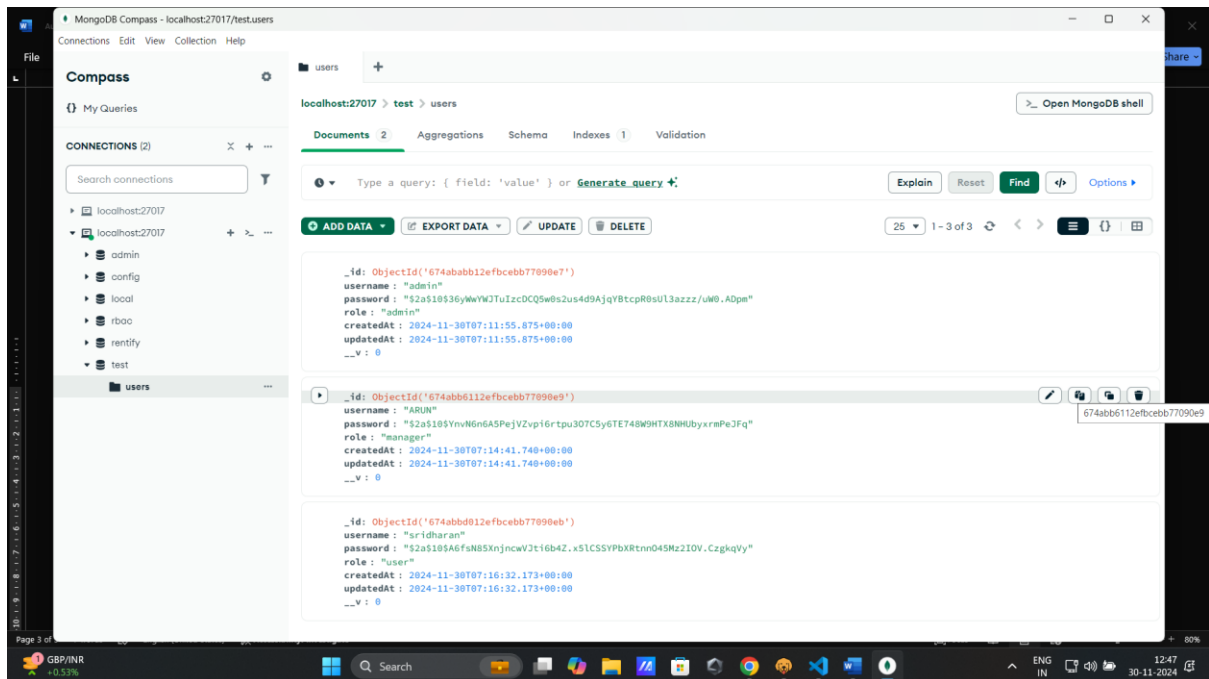 MongoDB Compass - localhost:27017/test.users
Connections Edit View Collection Help
File
Share
Compass
users
{} My Queries
localhost:27017 > test > users
>_ Open MongoDB shell
Documents 2 Aggregations Schema Indexes 1 Validation
CONNECTIONS (2)
Search connections
Type a query: { field: 'value' } or Generate query
Explain Reset Find </> Options
localhost:27017
localhost:27017
admin
config
local
rbac
rentify
test
users
ADD DATA EXPORT DATA UPDATE DELETE
25 1 – 3 of 3
_id: ObjectId('674ababb12efbcebb77090e7')
username : "admin"
password : "$2a$10$36yWwYWJTuIzcDCQ5w0s2us4d9AjqYBtcpR0sUl3azzz/uW0.ADpm"
role : "admin"
createdAt : 2024-11-30T07:11:55.875+00:00
updatedAt : 2024-11-30T07:11:55.875+00:00
__v : 0
_id: ObjectId('674abb6112efbcebb77090e9')
674abb6112efbcebb77090e9
username : "ARUN"
password : "$2a$10$YnvN6n6A5PejVZvpi6rtpu3O7C5y6TE748W9HTX8NHUbyxrmPeJFq"
role : "manager"
createdAt : 2024-11-30T07:14:41.740+00:00
updatedAt : 2024-11-30T07:14:41.740+00:00
__v : 0
_id: ObjectId('674abbd012efbcebb77090eb')
username : "sridharan"
password : "$2a$10$A6fsN85XnjncwVJti6b4Z.x5lCSSYPbXRtnnO45Mz2IOV.CzgkqVy"
role : "user"
createdAt : 2024-11-30T07:16:32.173+00:00
updatedAt : 2024-11-30T07:16:32.173+00:00
__v : 0
Page 3 of
80%
GBP/INR
+0.53%
Search
ENG
IN
12:47
30-11-2024